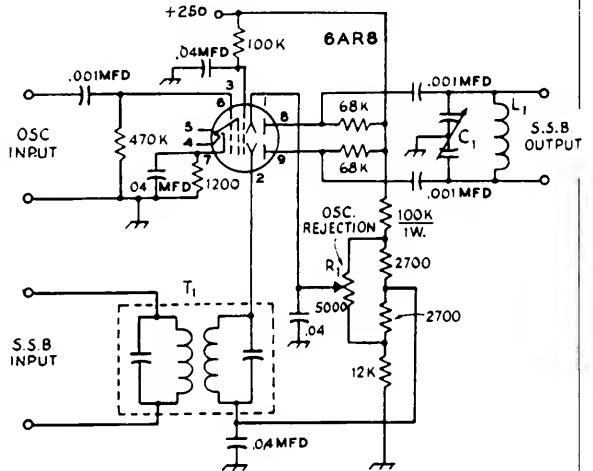 +250
100K
6AR8
.04MFD
.001MFD
3
6
1
8
5
4
7
9
2
OSC
INPUT
470K
.04 MFD
1200
68K
68K
.001MFD
L1
C1
S.S.B
OUTPUT
.001MFD
OSC.
REJECTION
100K
1W.
R1
5000
2700
2700
.04
12K
T1
S.S.B
INPUT
.04MFD